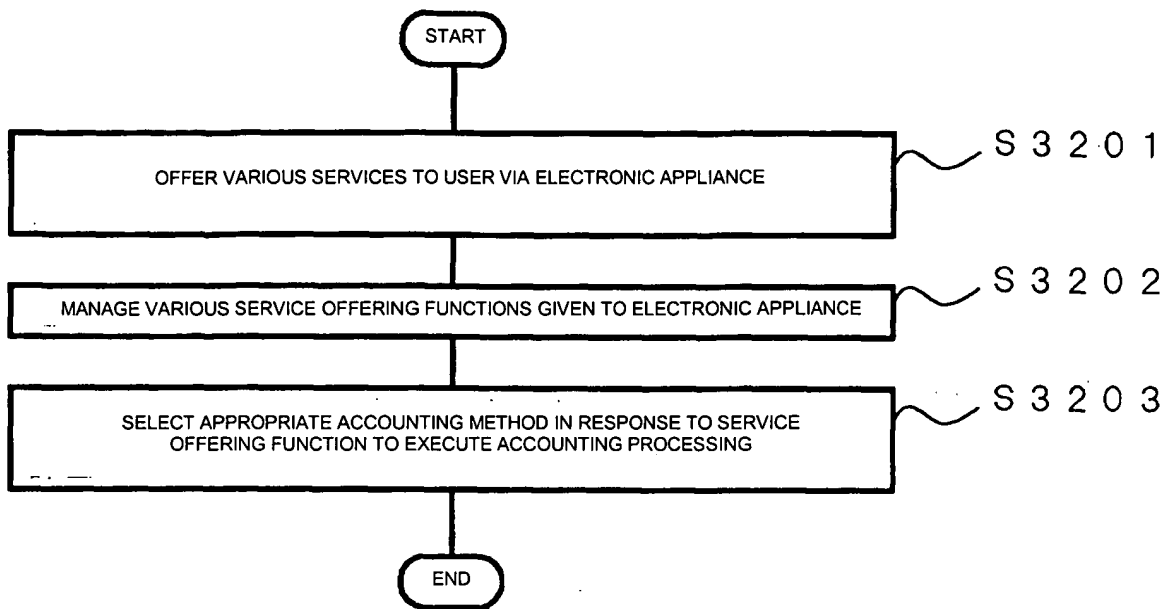 START
OFFER VARIOUS SERVICES TO USER VIA ELECTRONIC APPLIANCE
S3201
MANAGE VARIOUS SERVICE OFFERING FUNCTIONS GIVEN TO ELECTRONIC APPLIANCE
S3202
SELECT APPROPRIATE ACCOUNTING METHOD IN RESPONSE TO SERVICE
OFFERING FUNCTION TO EXECUTE ACCOUNTING PROCESSING
S3203
END